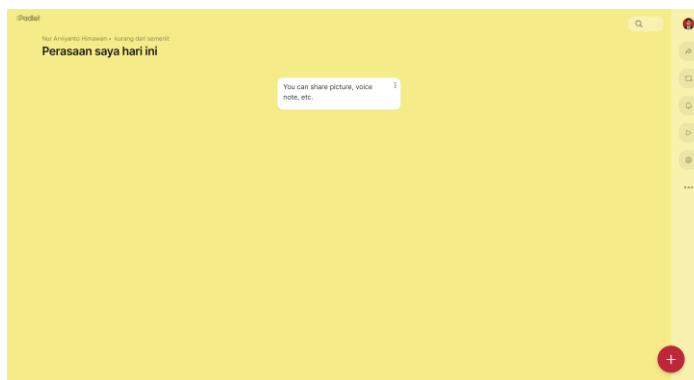 :Padlet
Nur Arviyanto Himawan • kurang dari semenit
Perasaan saya hari ini
You can share picture, voice
note, etc.